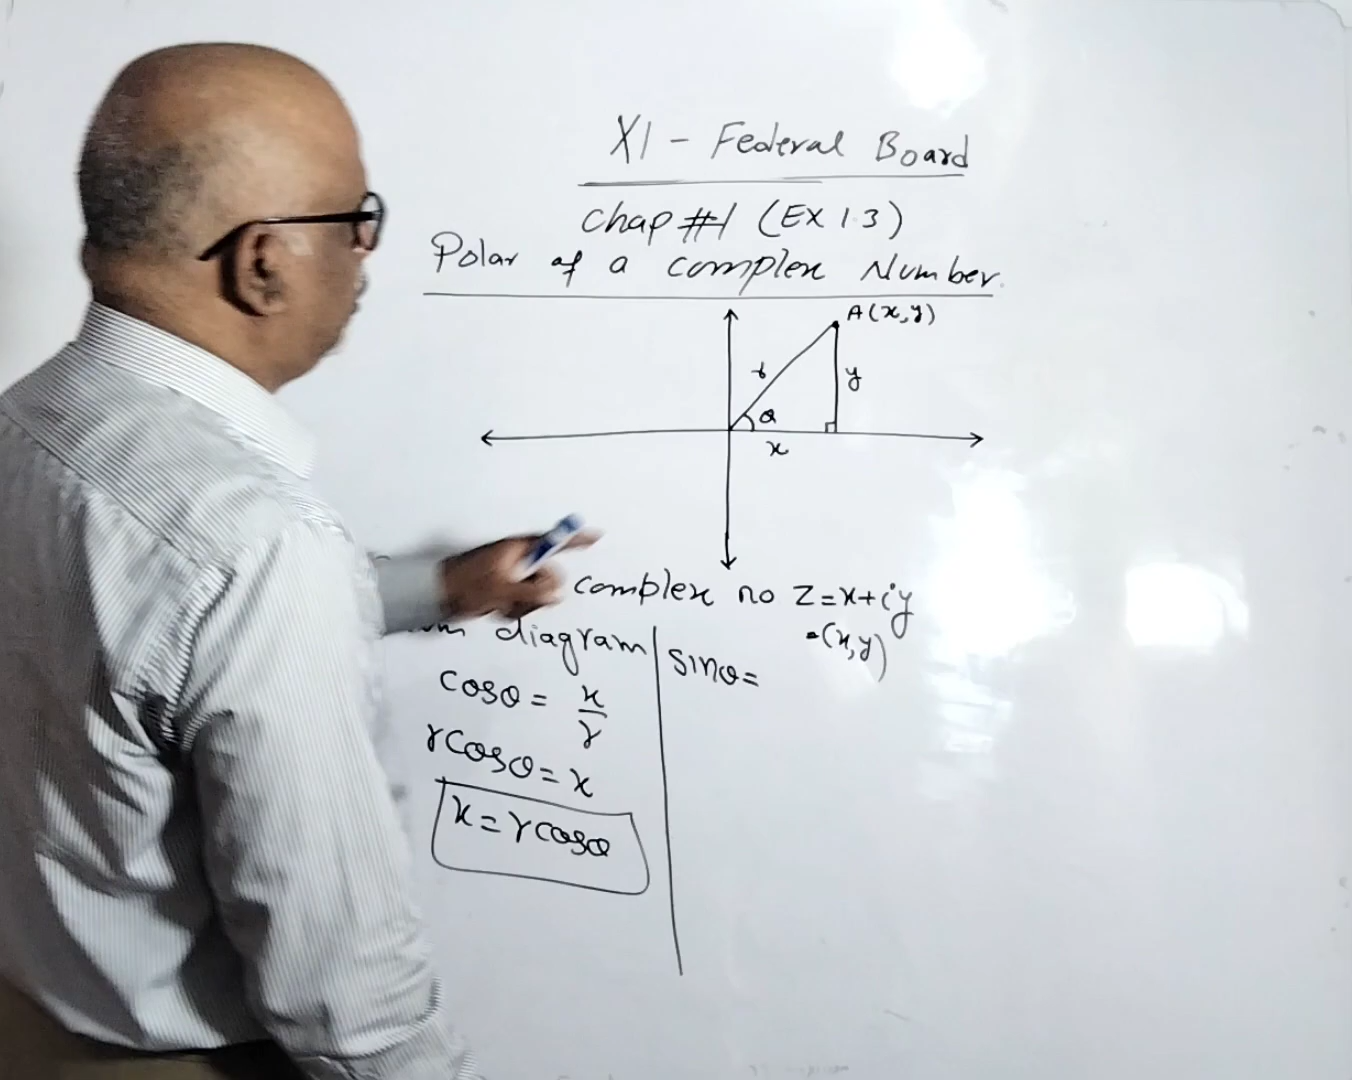 XI - Federal Board
Chap #1 (EX 1.3)
Polar of a complex Number.
A(x,y)
r
y
θ
x
complex no z=x+iy
=(x,y)
diagram
cosθ = x/r
rcosθ = x
x = rcosθ
sinθ =